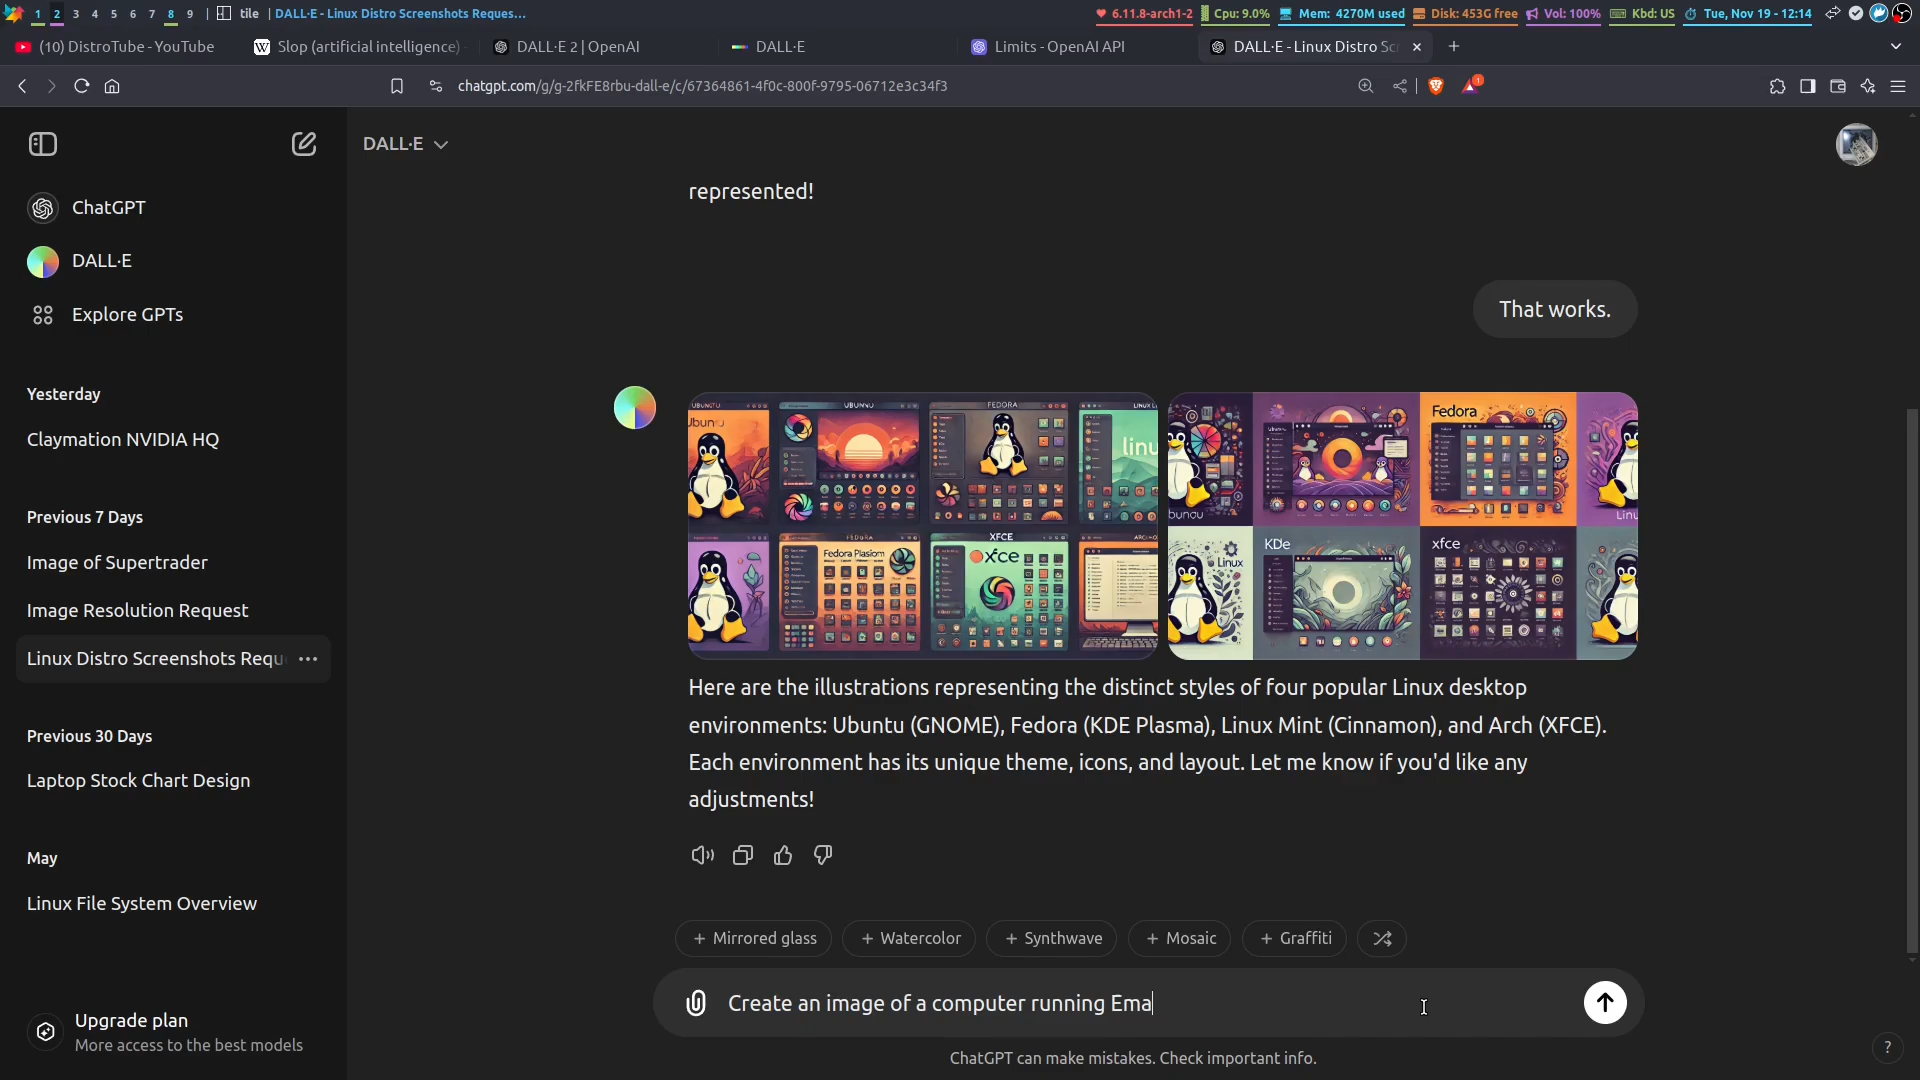 1 2 3 4 5 6 7 8 9 | tile | DALL·E - Linux Distro Screenshots Reques...
6.11.8-arch1-2 Cpu: 9.0% Mem: 4270M used Disk: 453G free Vol: 100% Kbd: US Tue, Nov 19 - 12:14
(10) DistroTube - YouTube
Slop (artificial intelligence)
DALL·E 2 | OpenAI
DALL·E
Limits - OpenAI API
DALL·E - Linux Distro Sc
chatgpt.com/g/g-2fkFE8rbu-dall-e/c/67364861-4f0c-800f-9795-06712e3c34f3
1
DALL·E
ChatGPT
DALL·E
Explore GPTs
Yesterday
Claymation NVIDIA HQ
Previous 7 Days
Image of Supertrader
Image Resolution Request
Linux Distro Screenshots Requ
Previous 30 Days
Laptop Stock Chart Design
May
Linux File System Overview
Upgrade plan
More access to the best models
represented!
That works.
FEDORA
linu
Fedora Plasiom
XFCE
xfce
Fedora
Linux
KDe
xfce
Here are the illustrations representing the distinct styles of four popular Linux desktop
environments: Ubuntu (GNOME), Fedora (KDE Plasma), Linux Mint (Cinnamon), and Arch (XFCE).
Each environment has its unique theme, icons, and layout. Let me know if you'd like any
adjustments!
+ Mirrored glass
+ Watercolor
+ Synthwave
+ Mosaic
+ Graffiti
Create an image of a computer running Ema
ChatGPT can make mistakes. Check important info.
?